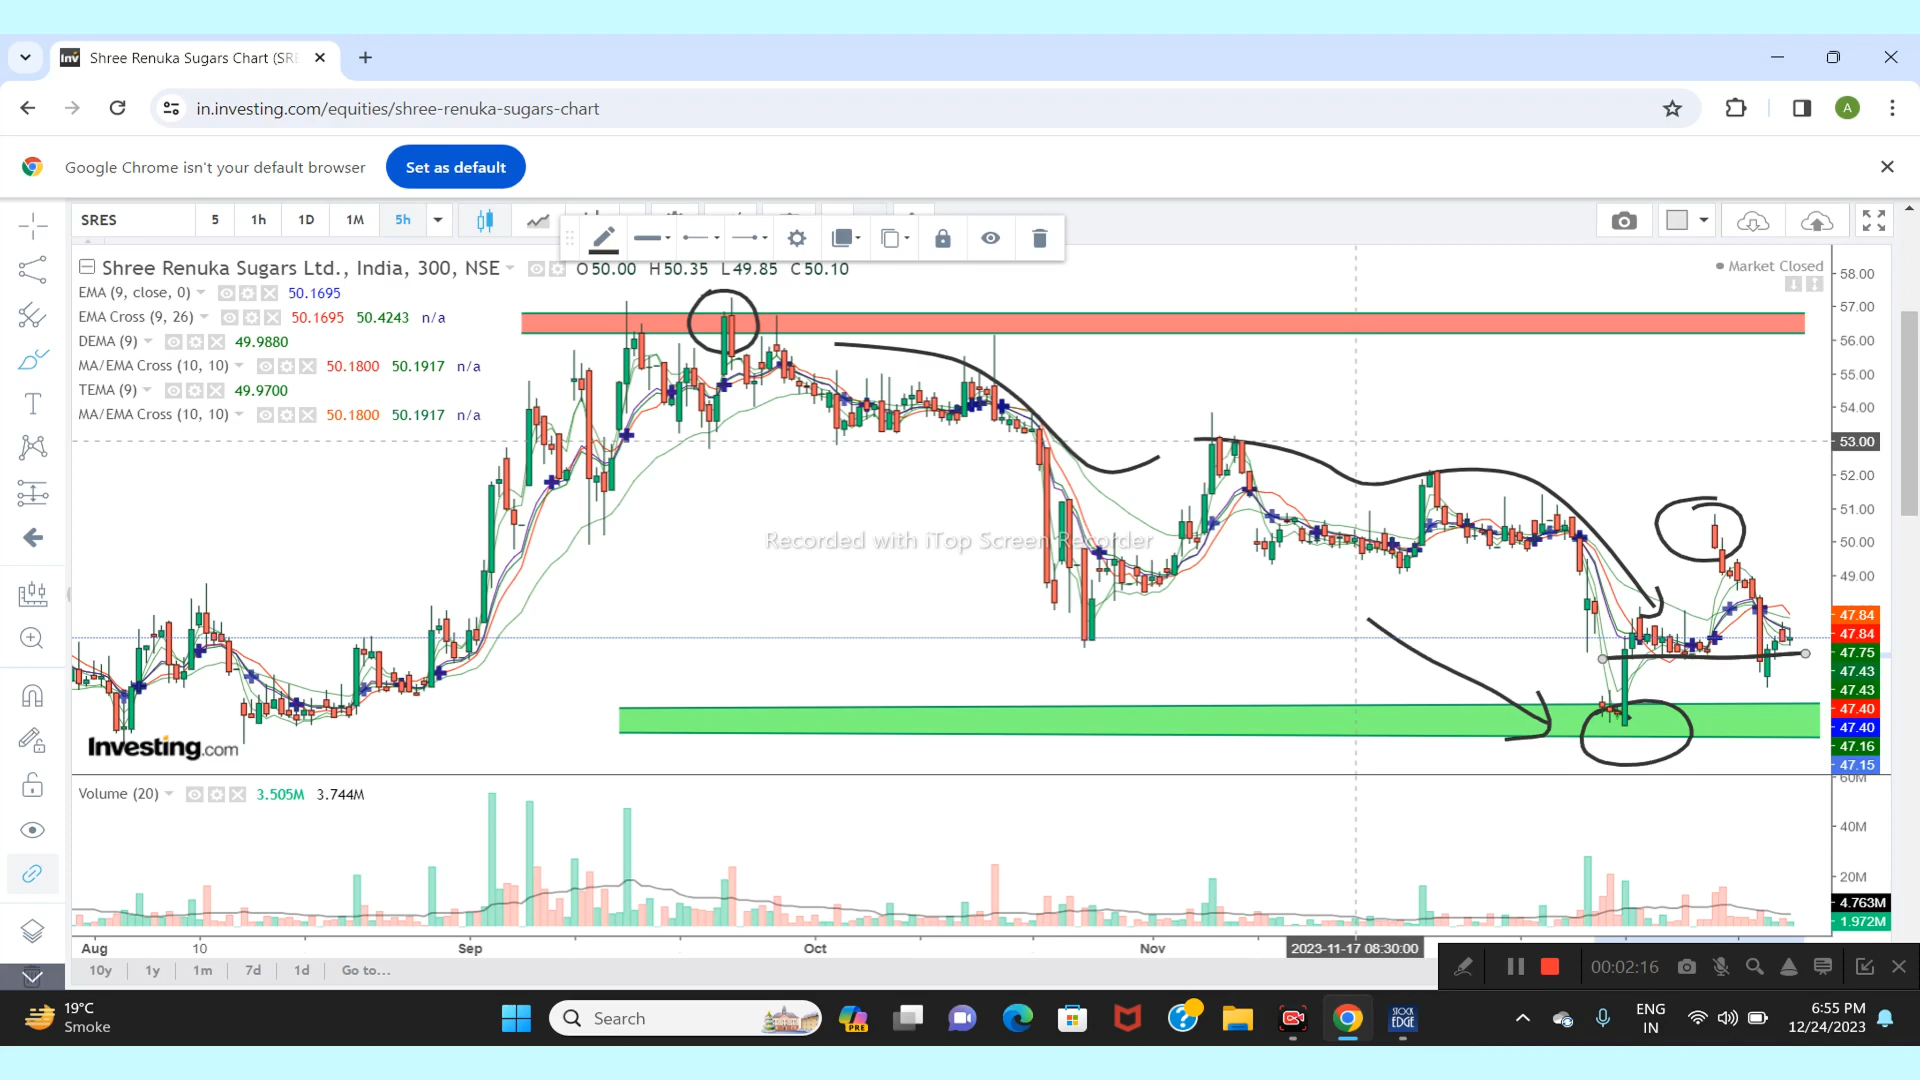 Shree Renuka Sugars Chart (SRE
in.investing.com/equities/shree-renuka-sugars-chart
A
Google Chrome isn't your default browser
Set as default
SRES 5 1h 1D 1M 5h
Shree Renuka Sugars Ltd., India, 300, NSE O50.00 H50.35 L49.85 C50.10
Market Closed
EMA (9, close, 0) 50.1695
EMA Cross (9, 26) 50.1695 50.4243 n/a
DEMA (9) 49.9880
MA/EMA Cross (10, 10) 50.1800 50.1917 n/a
TEMA (9) 49.9700
MA/EMA Cross (10, 10) 50.1800 50.1917 n/a
58.00
57.00
56.00
55.00
54.00
53.00
52.00
51.00
50.00
49.00
47.84
47.84
47.75
47.43
47.43
47.40
47.40
47.16
47.15
Recorded with iTop Screen Recorder
Investing.com
Volume (20) 3.505M 3.744M
60M
40M
20M
4.763M
1.972M
Aug 10 Sep Oct Nov 2023-11-17 08:30:00
10y 1y 1m 7d 1d Go to...
00:02:16
19°C
Smoke
Search
PRE
STOCK
EDGE
ENG
IN
6:55 PM
12/24/2023